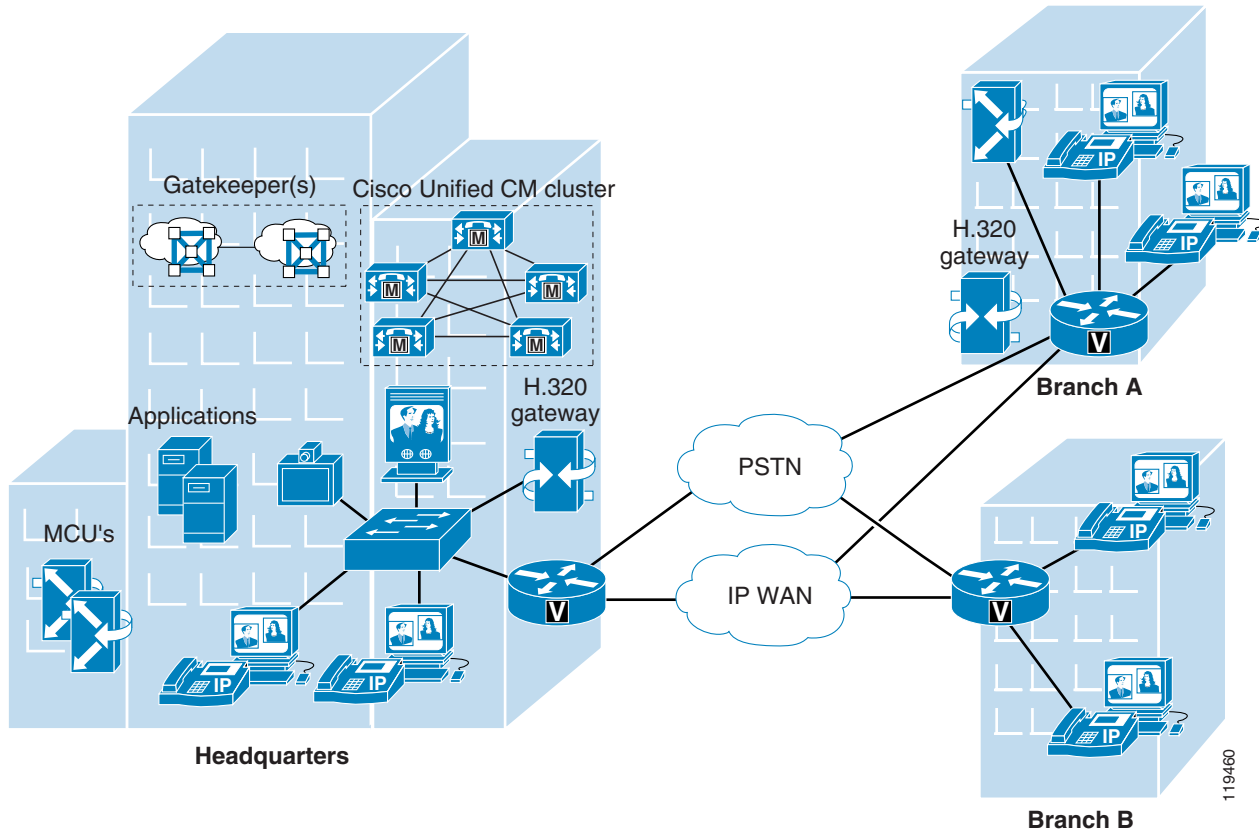 Gatekeeper(s)
Cisco Unified CM cluster
M
M
M
M
M
Applications
H.320
gateway
MCU's
IP
IP
V
Headquarters
PSTN
IP WAN
IP
IP
H.320
gateway
V
Branch A
IP
V
IP
Branch B
119460